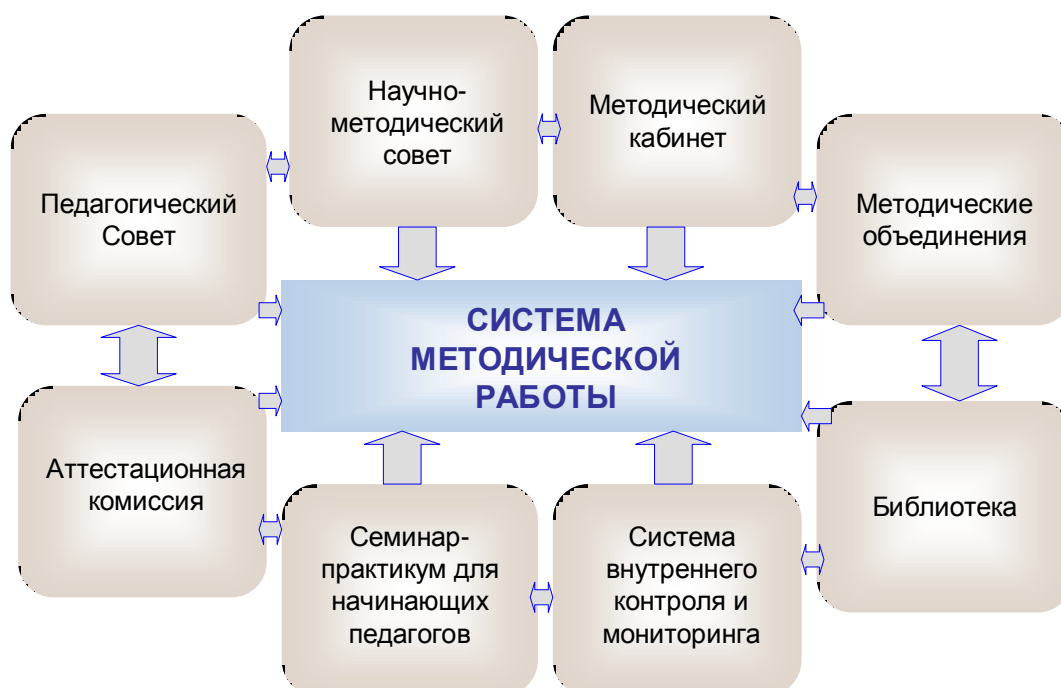 Научно-
методический
совет
Методический
кабинет
Педагогический
Совет
Методические
объединения
СИСТЕМА
МЕТОДИЧЕСКОЙ
РАБОТЫ
Аттестационная
комиссия
Семинар-
практикум для
начинающих
педагогов
Система
внутреннего
контроля и
мониторинга
Библиотека